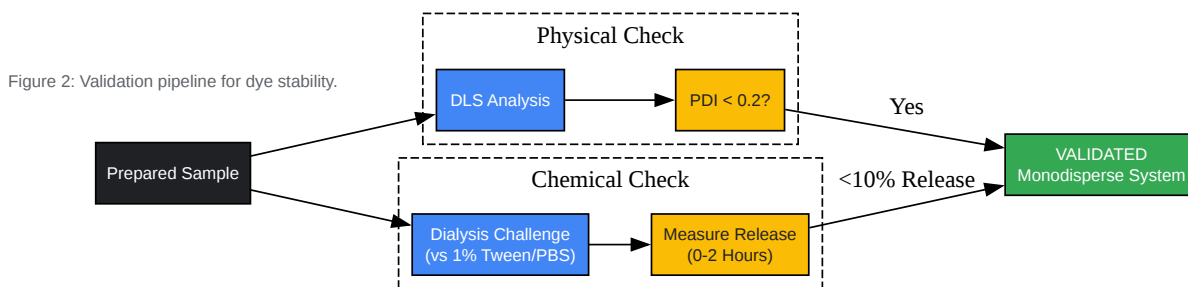 Figure 2: Validation pipeline for dye stability.
Prepared Sample
Physical Check
DLS Analysis
PDI < 0.2?
Yes
Chemical Check
Dialysis Challenge
(vs 1% Tween/PBS)
Measure Release
(0-2 Hours)
<10% Release
VALIDATED
Monodisperse System